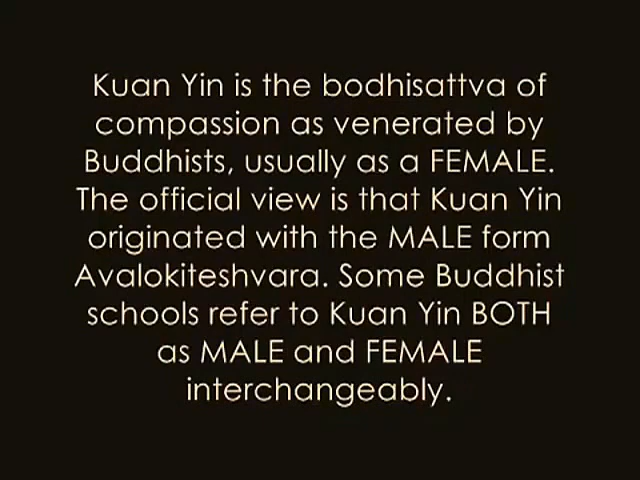 Kuan Yin is the bodhisattva of
compassion as venerated by
Buddhists, usually as a FEMALE.
The official view is that Kuan Yin
originated with the MALE form
Avalokiteshvara. Some Buddhist
schools refer to Kuan Yin BOTH
as MALE and FEMALE
interchangeably.